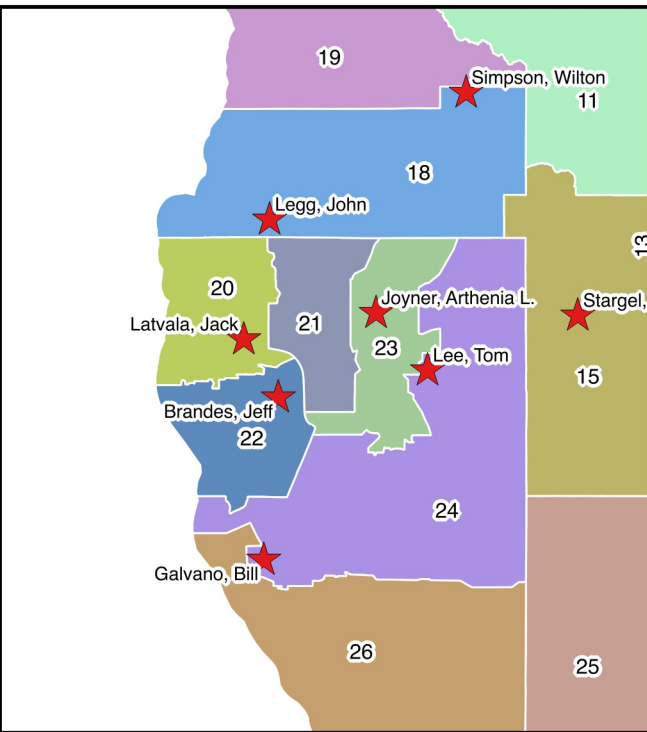 19
Simpson, Wilton
11
18
Legg, John
13
20
Joyner, Arthenia L.
Stargel,
Latvala, Jack
21
23
Lee, Tom
15
Brandes, Jeff
22
24
Galvano, Bill
26
25